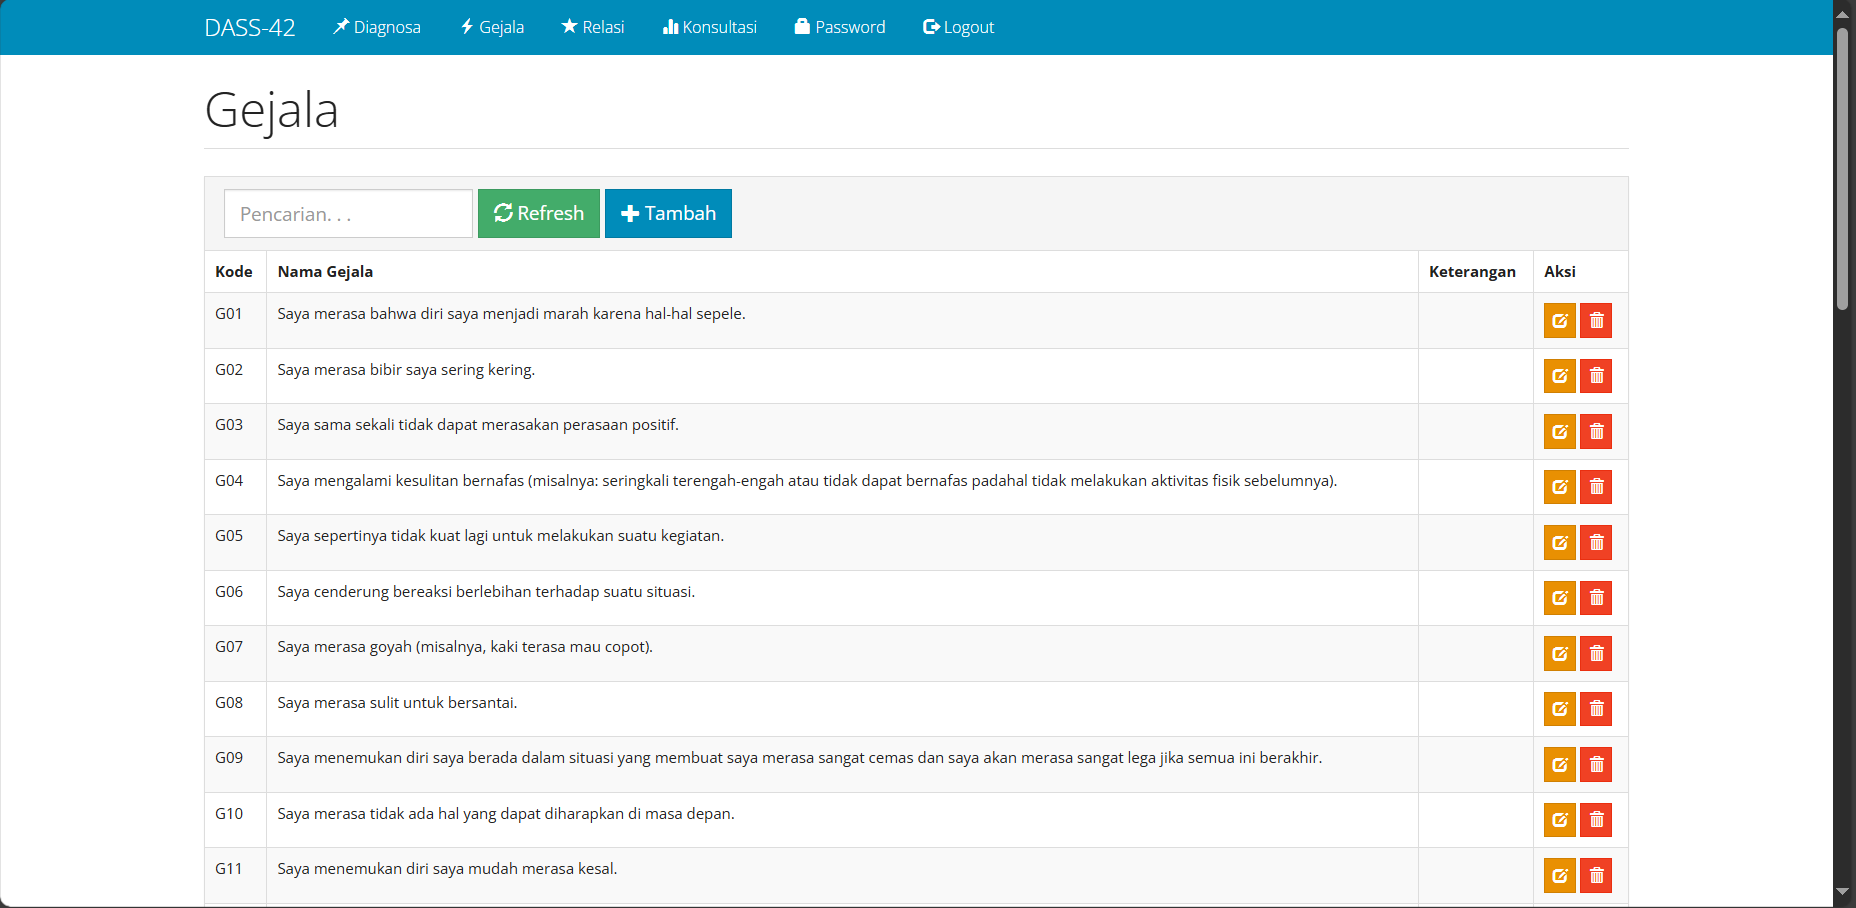 DASS-42 Diagnosa Gejala Relasi Konsultasi Password Logout
Gejala
Pencarian. . . Refresh Tambah
Kode Nama Gejala Keterangan Aksi
G01 Saya merasa bahwa diri saya menjadi marah karena hal-hal sepele.
G02 Saya merasa bibir saya sering kering.
G03 Saya sama sekali tidak dapat merasakan perasaan positif.
G04 Saya mengalami kesulitan bernafas (misalnya: seringkali terengah-engah atau tidak dapat bernafas padahal tidak melakukan aktivitas fisik sebelumnya).
G05 Saya sepertinya tidak kuat lagi untuk melakukan suatu kegiatan.
G06 Saya cenderung bereaksi berlebihan terhadap suatu situasi.
G07 Saya merasa goyah (misalnya, kaki terasa mau copot).
G08 Saya merasa sulit untuk bersantai.
G09 Saya menemukan diri saya berada dalam situasi yang membuat saya merasa sangat cemas dan saya akan merasa sangat lega jika semua ini berakhir.
G10 Saya merasa tidak ada hal yang dapat diharapkan di masa depan.
G11 Saya menemukan diri saya mudah merasa kesal.